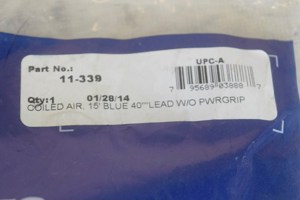 Part No.:
11-339
UPC-A
7 95689 03888 7
Qty:1 01/28/14
COILED AIR, 15' BLUE 40""LEAD W/O PWRGRIP